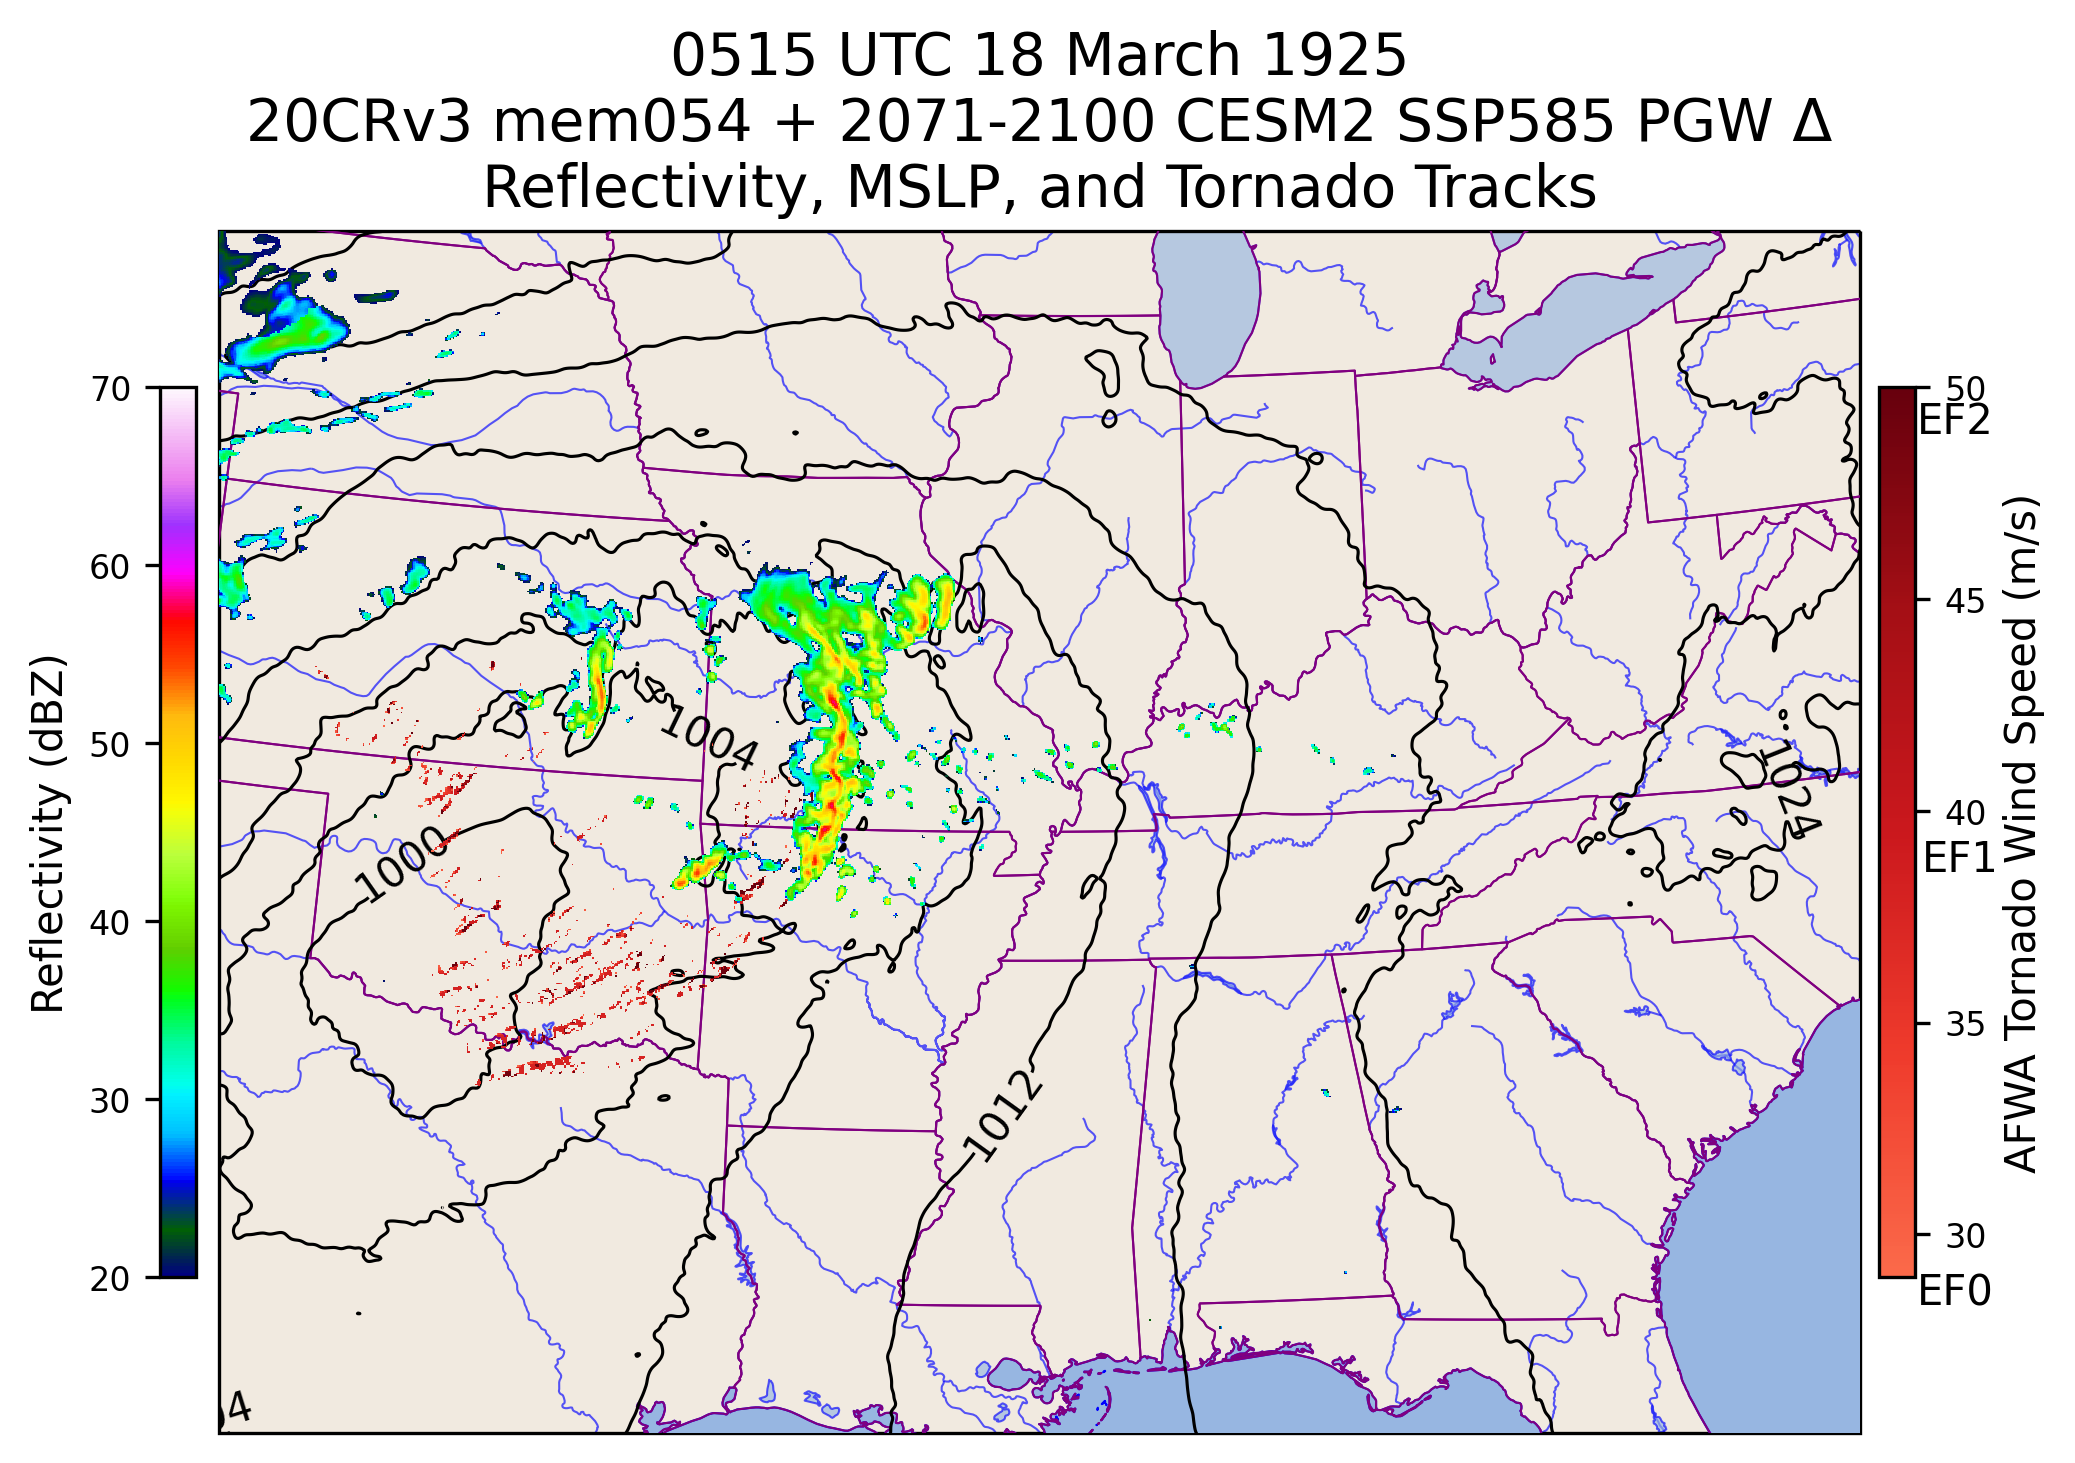 0515 UTC 18 March 1925
20CRv3 mem054 + 2071-2100 CESM2 SSP585 PGW Δ
Reflectivity, MSLP, and Tornado Tracks
70
60
50
40
30
20
Reflectivity (dBZ)
1004
1000
1012
1024
04
50
EF2
45
40
EF1
35
30
EF0
AFWA Tornado Wind Speed (m/s)